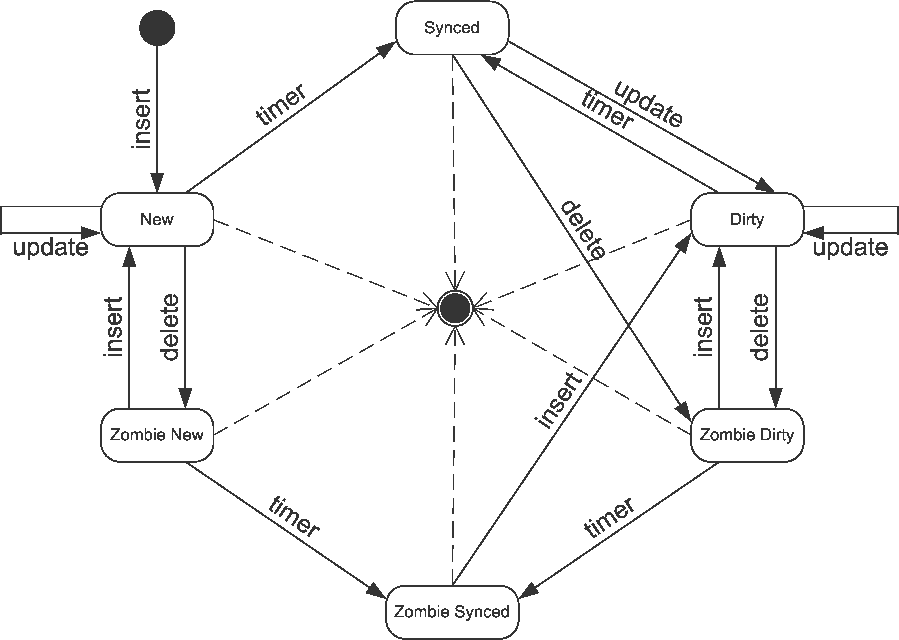 Synced
insert
timer
update
timer
New
Dirty
update
update
delete
insert
delete
insert
delete
insert
Zombie New
Zombie Dirty
timer
timer
Zombie Synced